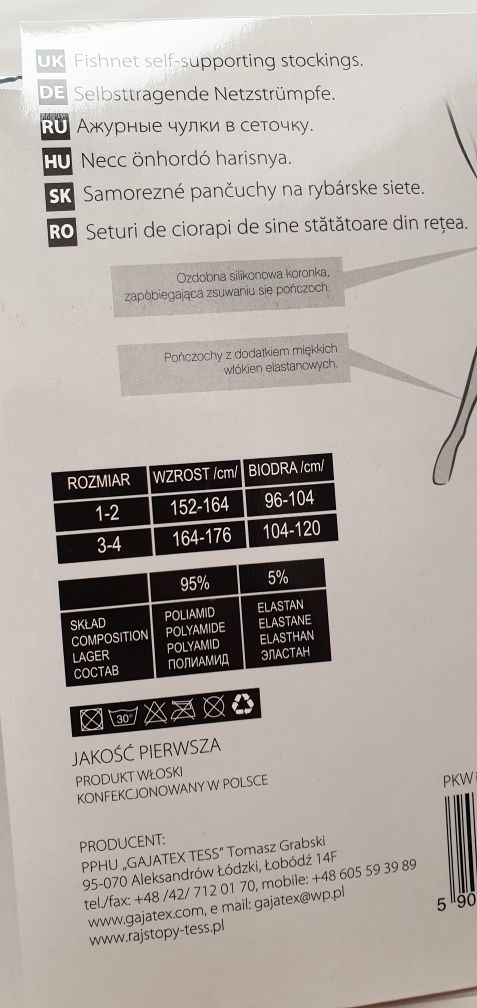 UK Fishnet self-supporting stockings.
DE Selbsttragende Netzstrümpfe.
RU Ажурные чулки в сеточку.
HU Necc önhordó harisnya.
SK Samorezné pančuchy na rybárske siete.
RO Seturi de ciorapi de sine stătătoare din rețea.
Ozdobna silikonowa koronka,
zapobiegająca zsuwaniu się pończoch.
Pończochy z dodatkiem miękkich
włókien elastanowych.
ROZMIAR WZROST /cm/ BIODRA /cm/
1-2 152-164 96-104
3-4 164-176 104-120
95% 5%
SKŁAD POLIAMID ELASTAN
COMPOSITION POLYAMIDE ELASTANE
LAGER POLYAMID ELASTHAN
СОСТАВ ПОЛИАМИД ЭЛАСТАН
30°
JAKOŚĆ PIERWSZA
PRODUKT WŁOSKI
KONFEKCJONOWANY W POLSCE
PKWi
PRODUCENT:
PPHU „GAJATEX TESS" Tomasz Grabski
95-070 Aleksandrów Łódzki, Łobódź 14F
tel./fax: +48 /42/ 712 01 70, mobile: +48 605 59 39 89
www.gajatex.com, e mail: gajatex@wp.pl
www.rajstopy-tess.pl
5 90